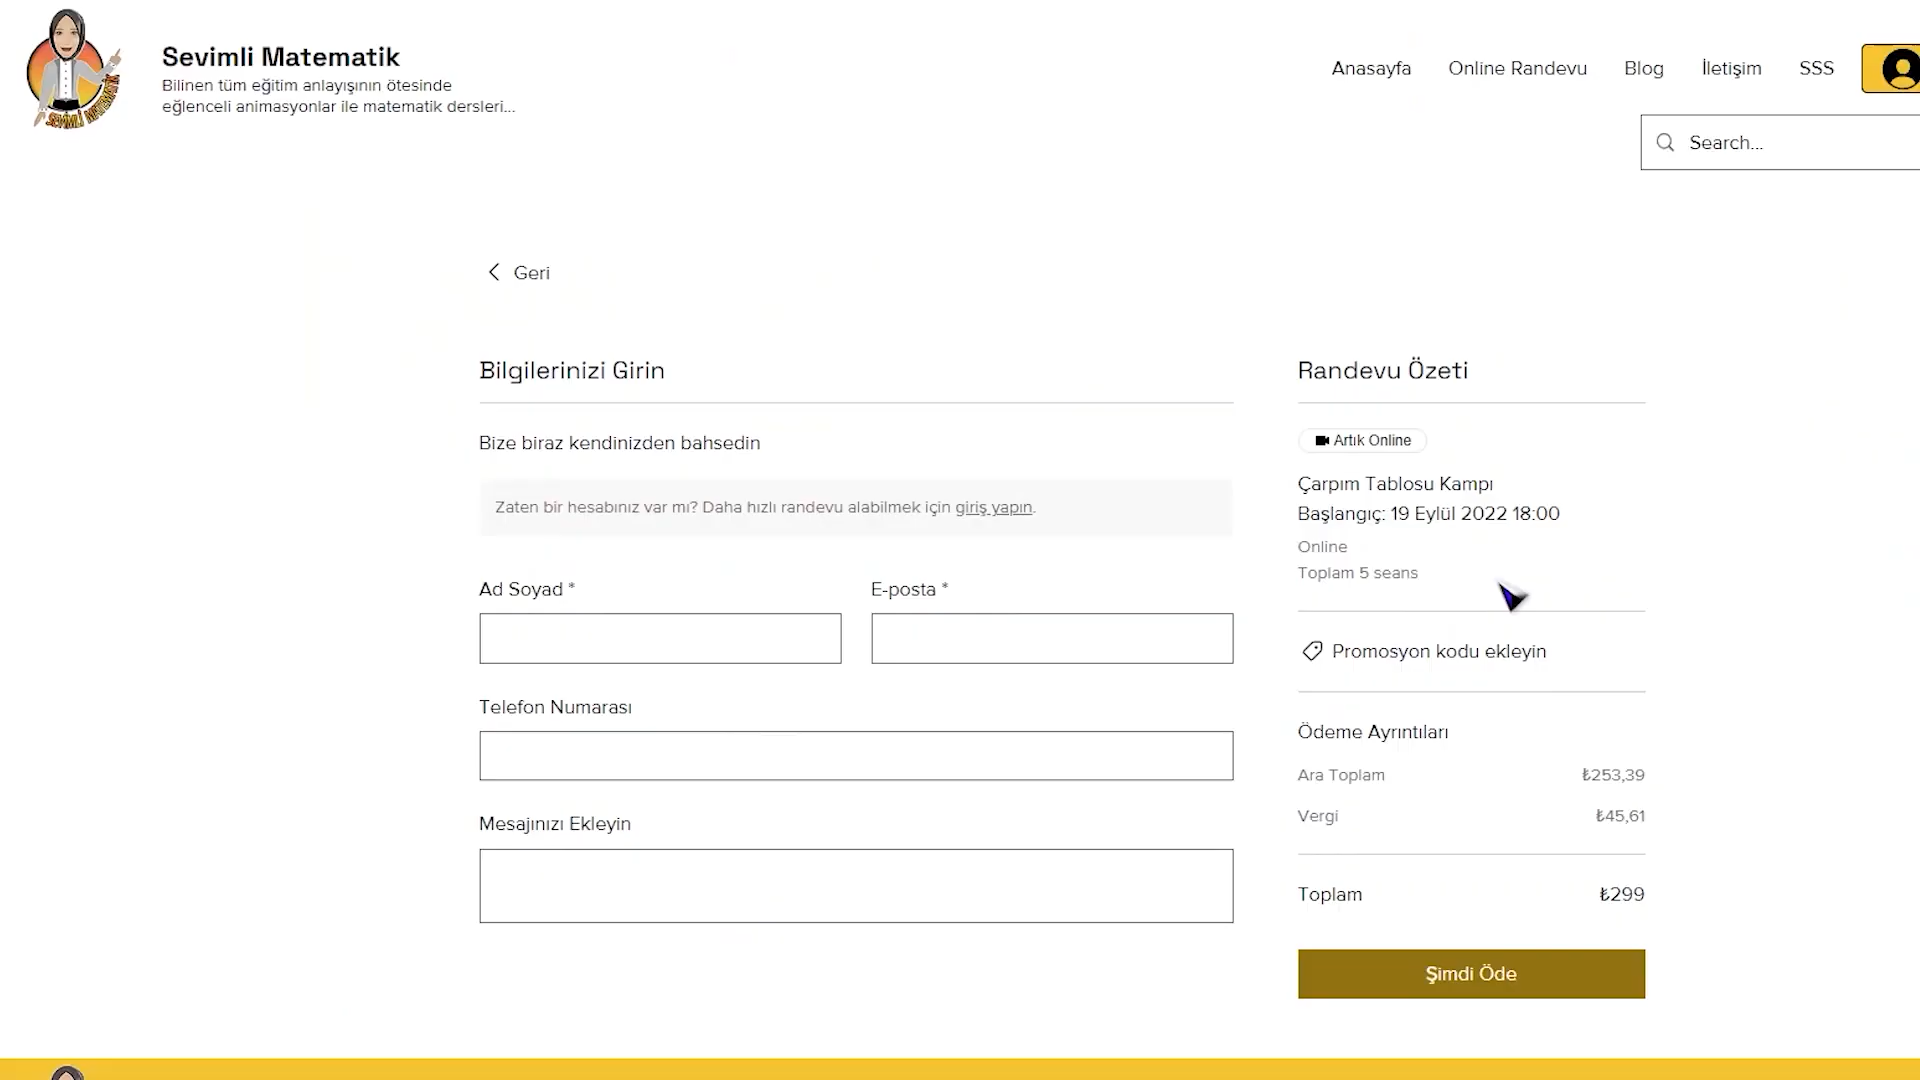 SEVİMLİ MATEMATİK
Sevimli Matematik
Bilinen tüm eğitim anlayışının ötesinde
eğlenceli animasyonlar ile matematik dersleri...
Anasayfa
Online Randevu
Blog
İletişim
SSS
Search...
Geri
Bilgilerinizi Girin
Bize biraz kendinizden bahsedin
Zaten bir hesabınız var mı? Daha hızlı randevu alabilmek için giriş yapın.
Ad Soyad *
E-posta *
Telefon Numarası
Mesajınızı Ekleyin
Randevu Özeti
Artık Online
Çarpım Tablosu Kampı
Başlangıç: 19 Eylül 2022 18:00
Online
Toplam 5 seans
Promosyon kodu ekleyin
Ödeme Ayrıntıları
Ara Toplam ₺253,39
Vergi ₺45,61
Toplam ₺299
Şimdi Öde